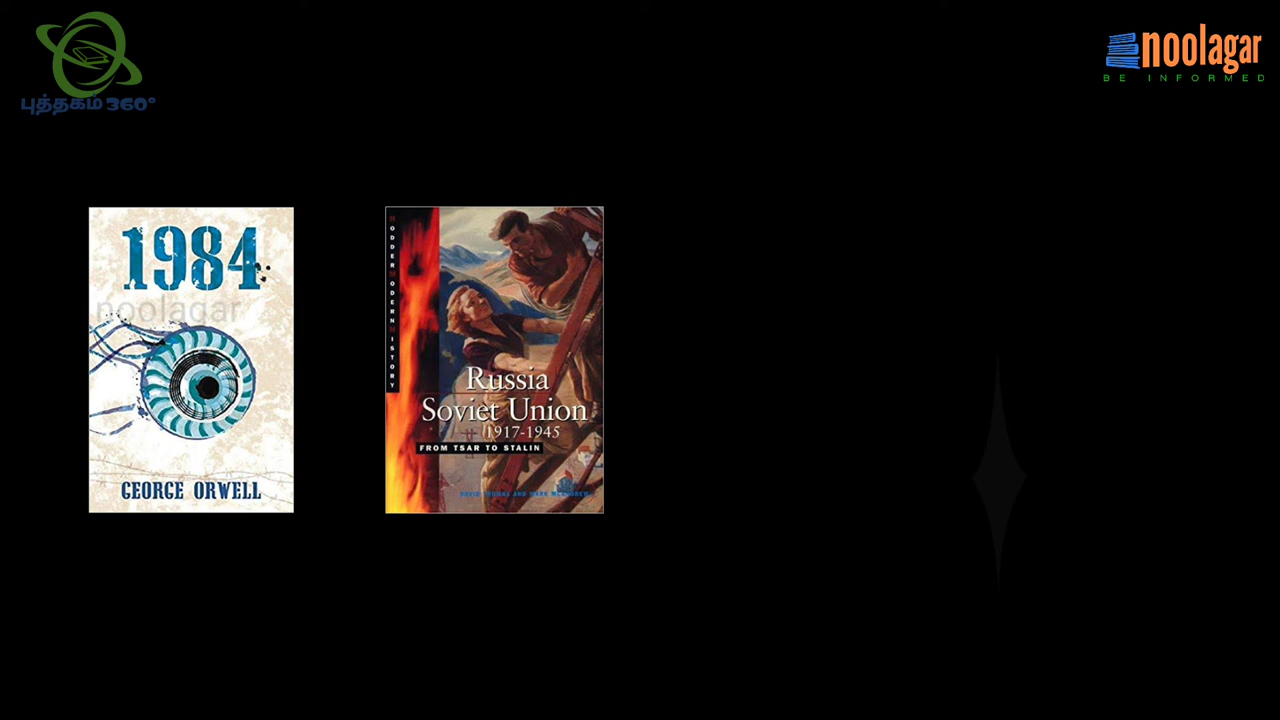 புத்தகம் 360°
noolagar
BE INFORMED
1984
noolagar
GEORGE ORWELL
HODDER MODERN HISTORY
Russia
Soviet Union
1917-1945
FROM TSAR TO STALIN